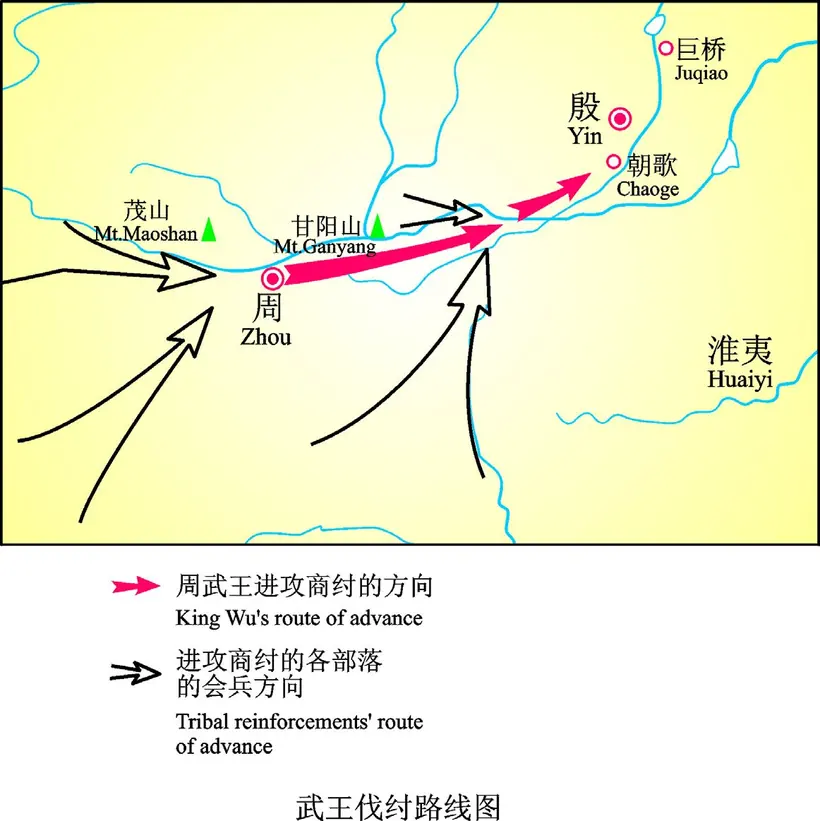 巨桥
Juqiao
殷
Yin
朝歌
Chaoge
茂山
Mt.Maoshan
甘阳山
Mt.Ganyang
周
Zhou
淮夷
Huaiyi
周武王进攻商纣的方向
King Wu's route of advance
进攻商纣的各部落
的会兵方向
Tribal reinforcements' route
of advance
武王伐纣路线图